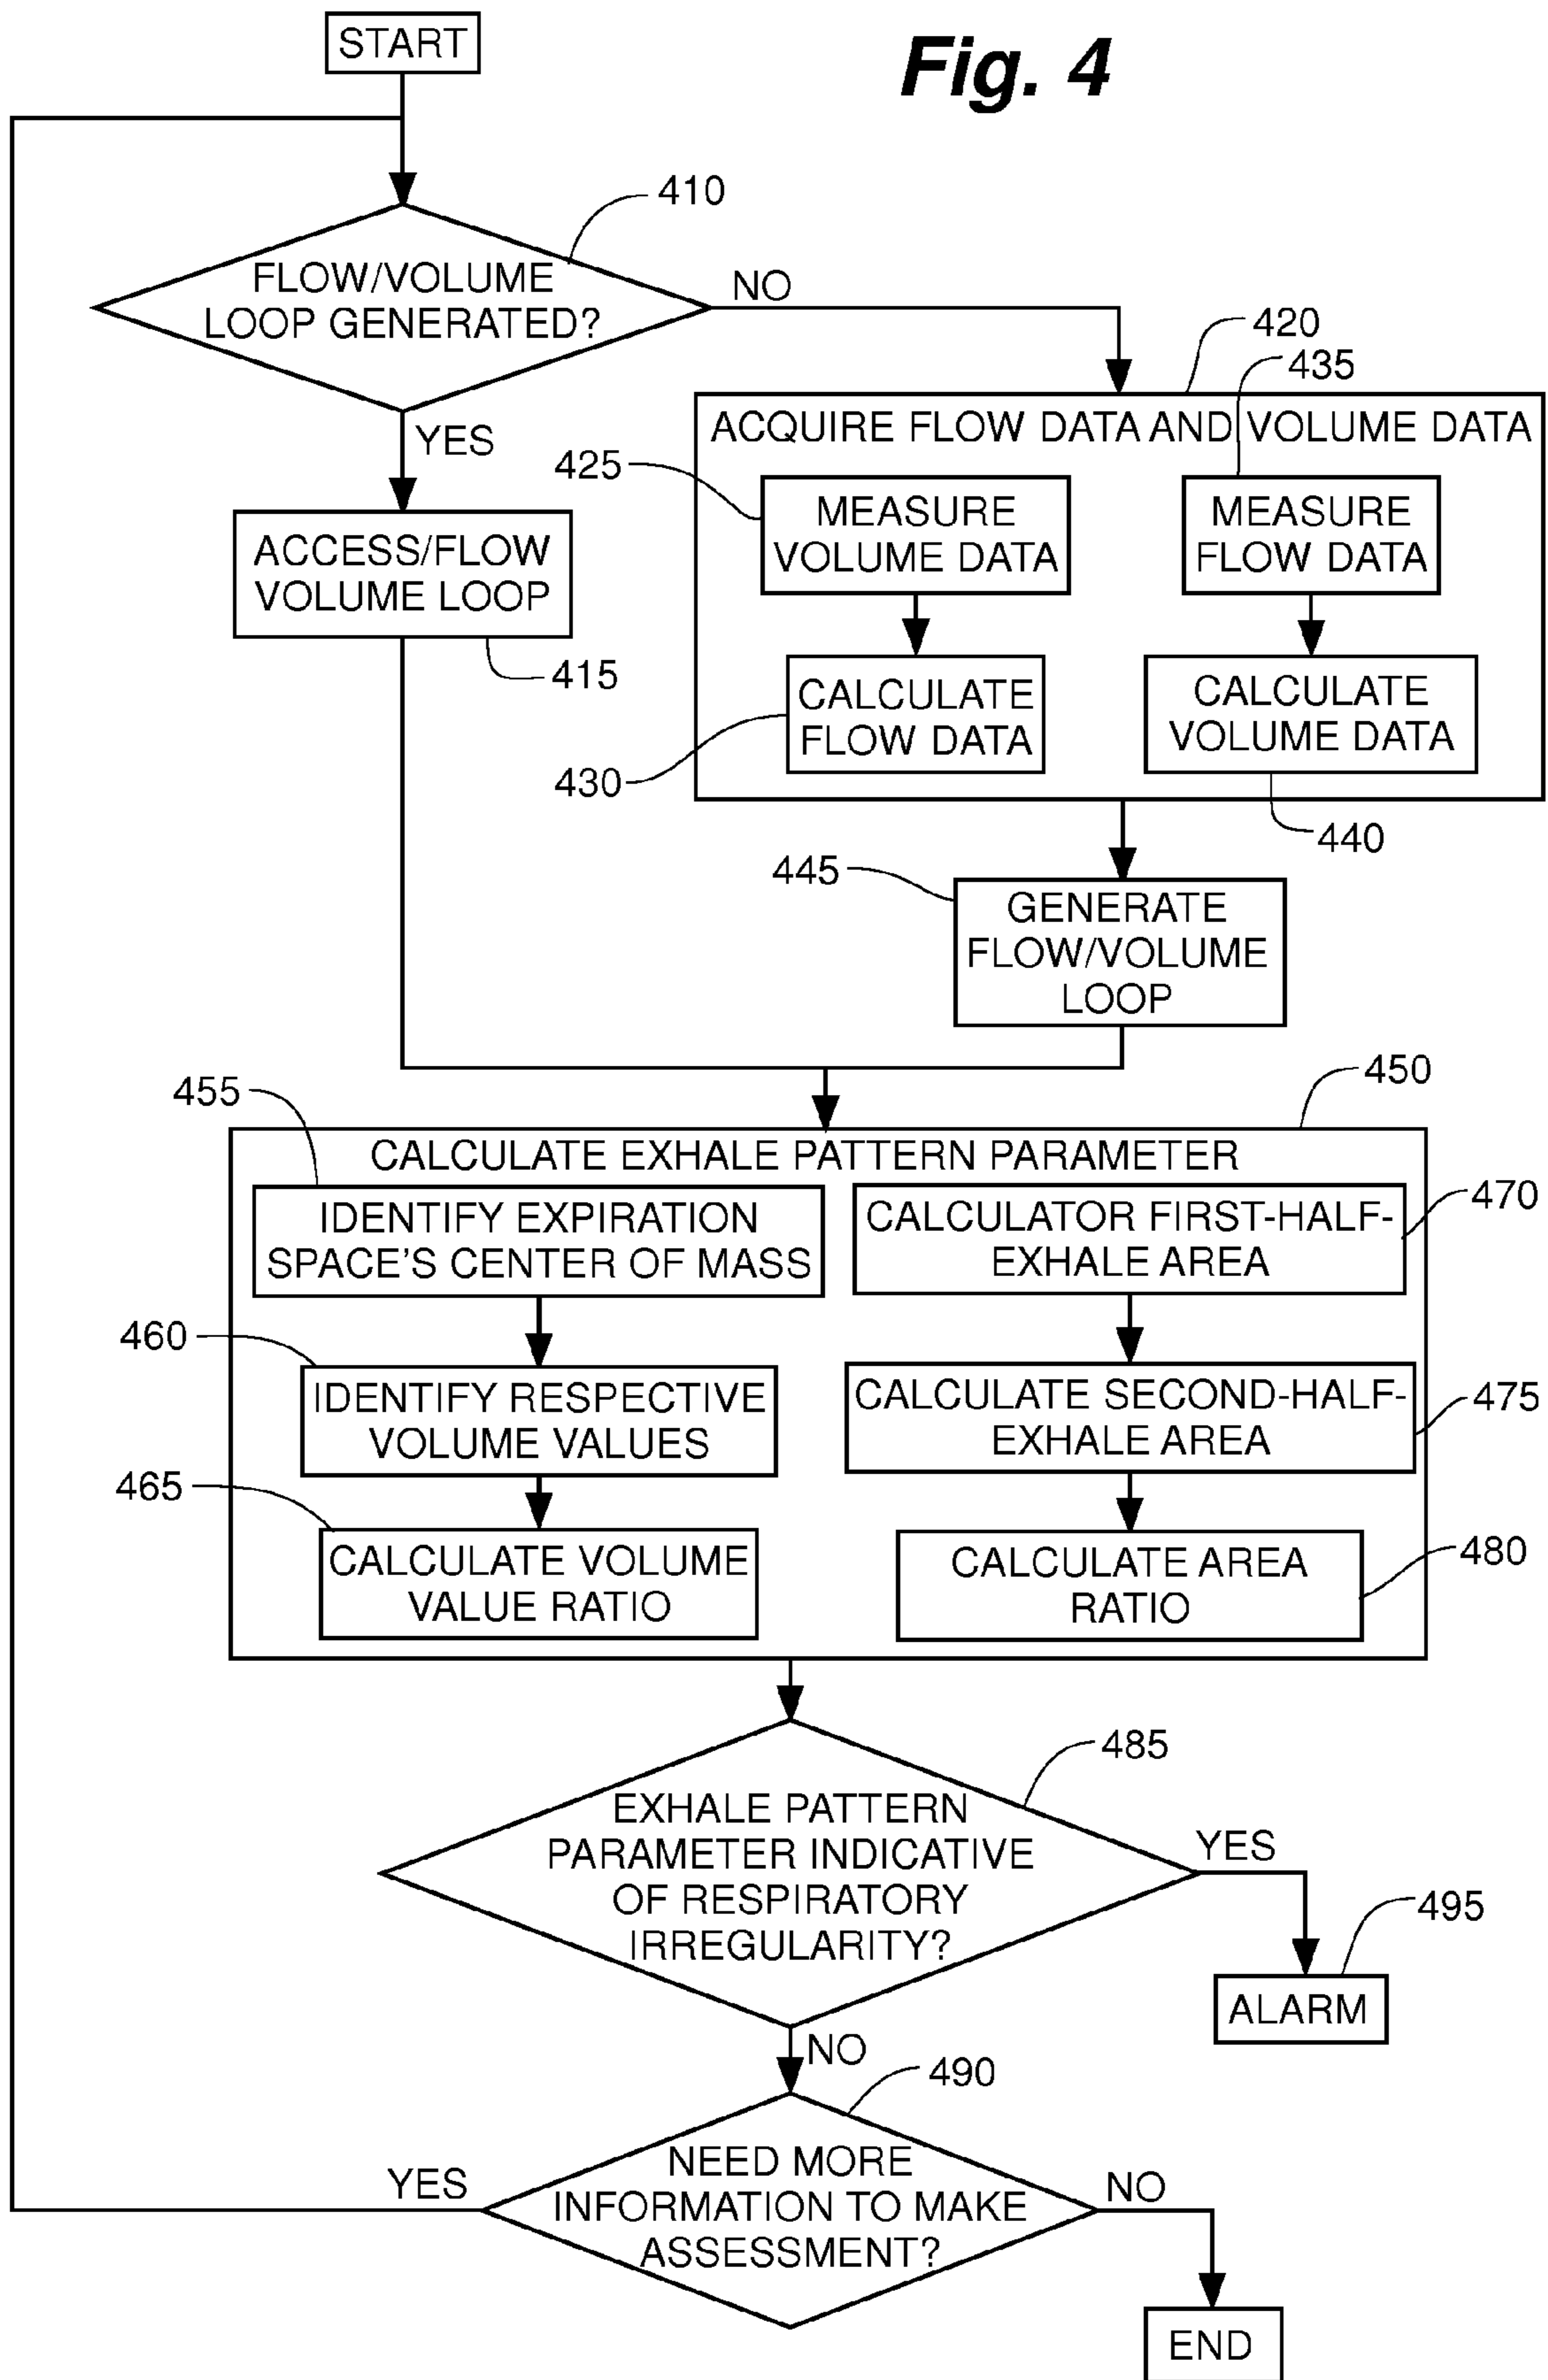 START
Fig. 4
410
FLOW/VOLUME
LOOP GENERATED?
NO
YES
420
435
ACQUIRE FLOW DATA AND VOLUME DATA
425
MEASURE
VOLUME DATA
MEASURE
FLOW DATA
ACCESS/FLOW
VOLUME LOOP
415
CALCULATE
FLOW DATA
CALCULATE
VOLUME DATA
430
440
445
GENERATE
FLOW/VOLUME
LOOP
450
455
CALCULATE EXHALE PATTERN PARAMETER
IDENTIFY EXPIRATION
SPACE'S CENTER OF MASS
CALCULATOR FIRST-HALF-
EXHALE AREA
470
460
IDENTIFY RESPECTIVE
VOLUME VALUES
CALCULATE SECOND-HALF-
EXHALE AREA
475
465
CALCULATE VOLUME
VALUE RATIO
CALCULATE AREA
RATIO
480
485
EXHALE PATTERN
PARAMETER INDICATIVE
OF RESPIRATORY
IRREGULARITY?
YES
495
ALARM
NO
490
NEED MORE
INFORMATION TO MAKE
ASSESSMENT?
YES
NO
END